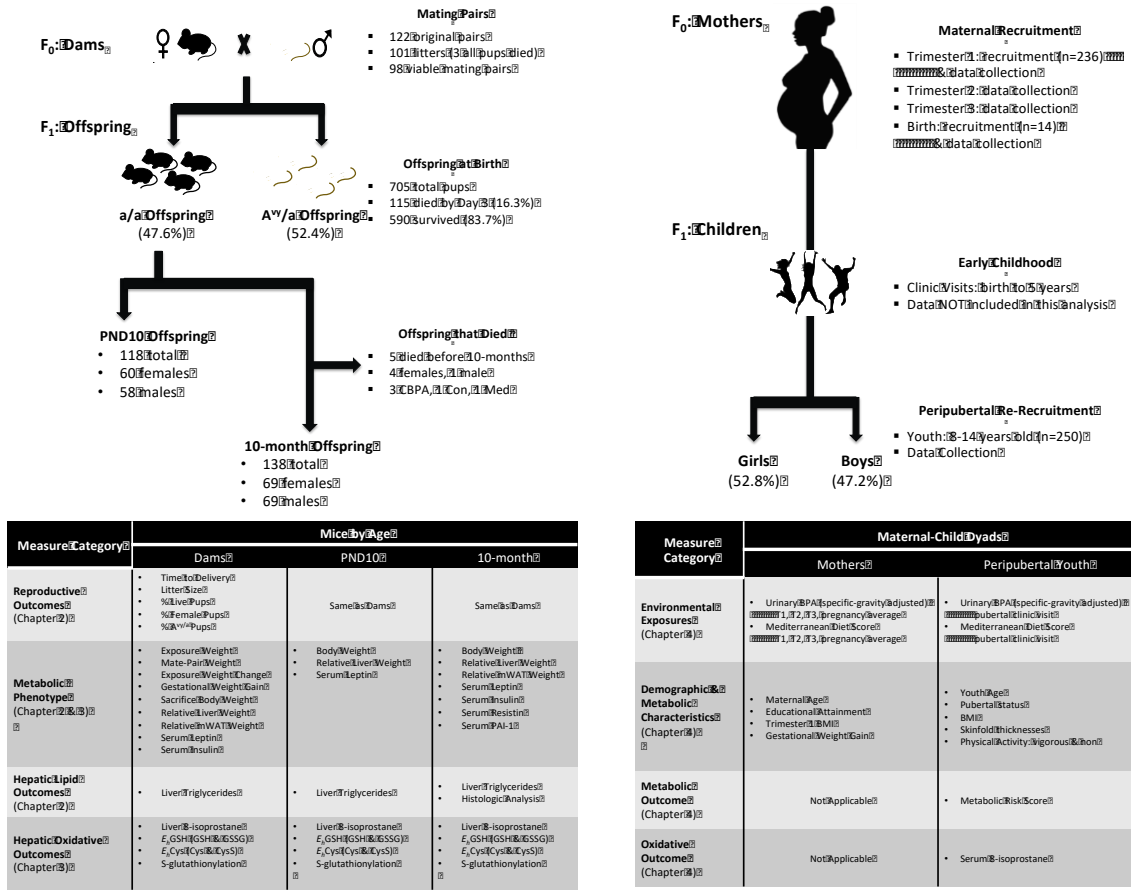 F0: Dams
Mating Pairs
122 original pairs
101 litters (3 all pups died)
98 viable mating pairs
F1: Offspring
a/a Offspring
(47.6%)
Avy/a Offspring
(52.4%)
Offspring at Birth
705 total pups
115 died by Day 3 (16.3%)
590 survived (83.7%)
PND10 Offspring
118 total
60 females
58 males
Offspring that Died
5 died before 10-months
4 females, 1 male
3 CBPA, 1 Con, 1 Med
10-month Offspring
138 total
69 females
69 males
F0: Mothers
Maternal Recruitment
Trimester 1: recruitment (n=236)
& data collection
Trimester 2: data collection
Trimester 3: data collection
Birth: recruitment (n=14)
& data collection
F1: Children
Early Childhood
Clinic Visits: birth to 5 years
Data NOT included in this analysis
Peripubertal Re-Recruitment
Youth: 8-14 years old (n=250)
Data Collection
Girls
(52.8%)
Boys
(47.2%)
Measure Category
Mice by Age
Dams
PND10
10-month
Reproductive
Outcomes
(Chapter 2)
Time to Delivery
Litter Size
% Live Pups
% Female Pups
% Avy/a Pups
Same as Dams
Same as Dams
Metabolic
Phenotype
(Chapter 2 & 3)
Exposure Weight
Mate-Pair Weight
Exposure Weight Change
Gestational Weight Gain
Sacrifice Body Weight
Relative Liver Weight
Relative mWAT Weight
Serum Leptin
Serum Insulin
Body Weight
Relative Liver Weight
Serum Leptin
Body Weight
Relative Liver Weight
Relative mWAT Weight
Serum Leptin
Serum Insulin
Serum Resistin
Serum PAI-1
Hepatic Lipid
Outcomes
(Chapter 2)
Liver Triglycerides
Liver Triglycerides
Liver Triglycerides
Histologic Analysis
Hepatic Oxidative
Outcomes
(Chapter 3)
Liver 8-isoprostane
EhGSH (GSH & GSSG)
EhCys (Cys & CysS)
S-glutathionylation
Liver 8-isoprostane
EhGSH (GSH & GSSG)
EhCys (Cys & CysS)
S-glutathionylation
Liver 8-isoprostane
EhGSH (GSH & GSSG)
EhCys (Cys & CysS)
S-glutathionylation
Measure
Category
Maternal-Child Dyads
Mothers
Peripubertal Youth
Environmental
Exposures
(Chapter 4)
Urinary BPA (specific-gravity adjusted)
T1, T2, T3, pregnancy average
Mediterranean Diet Score
T1, T2, T3, pregnancy average
Urinary BPA (specific-gravity adjusted)
pubertal clinic visit
Mediterranean Diet Score
pubertal clinic visit
Demographic &
Metabolic
Characteristics
(Chapter 4)
Maternal Age
Educational Attainment
Trimester 1 BMI
Gestational Weight Gain
Youth Age
Pubertal status
BMI
Skinfold thicknesses
Physical Activity: vigorous & non
Metabolic
Outcome
(Chapter 4)
Not Applicable
Metabolic Risk Score
Oxidative
Outcome
(Chapter 4)
Not Applicable
Serum 8-isoprostane